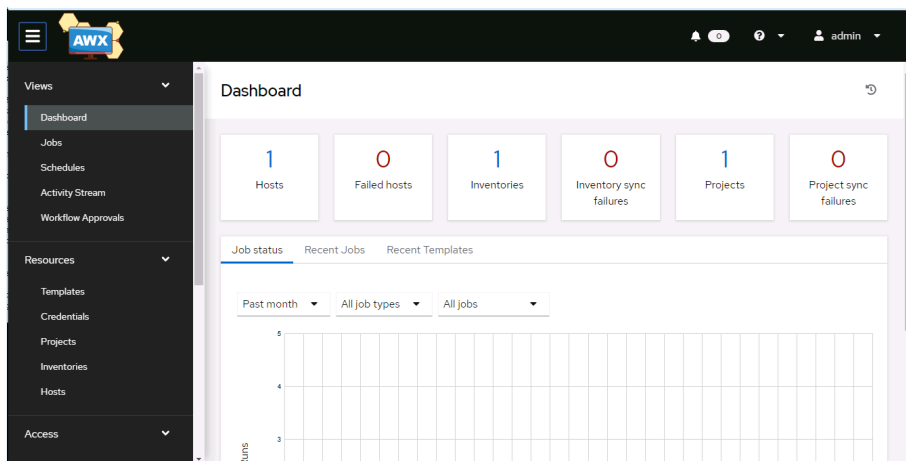 AWX
0
admin
Views
Dashboard
Jobs
Schedules
Activity Stream
Workflow Approvals
Resources
Templates
Credentials
Projects
Inventories
Hosts
Access
Dashboard
1
Hosts
0
Failed hosts
1
Inventories
0
Inventory sync
failures
1
Projects
0
Project sync
failures
Job status Recent Jobs Recent Templates
Past month All job types All jobs
5
4
3